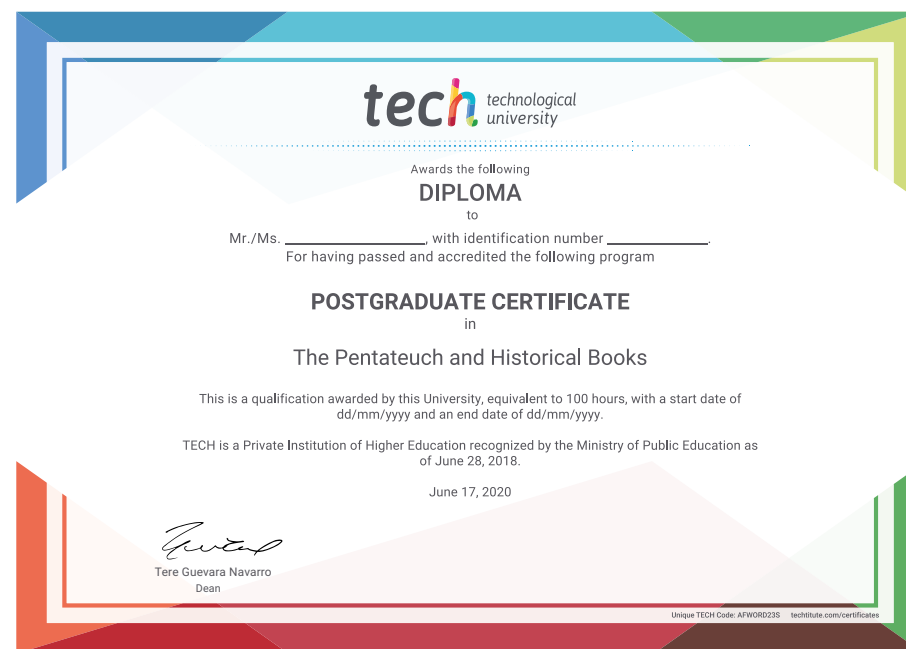 tech technological
university
Awards the following
DIPLOMA
to
Mr./Ms. ____________________, with identification number ______________.
For having passed and accredited the following program
POSTGRADUATE CERTIFICATE
in
The Pentateuch and Historical Books
This is a qualification awarded by this University, equivalent to 100 hours, with a start date of
dd/mm/yyyy and an end date of dd/mm/yyyy.
TECH is a Private Institution of Higher Education recognized by the Ministry of Public Education as
of June 28, 2018.
June 17, 2020
Tere Guevara Navarro
Dean
Unique TECH Code: AFWORD23S techtitute.com/certificates